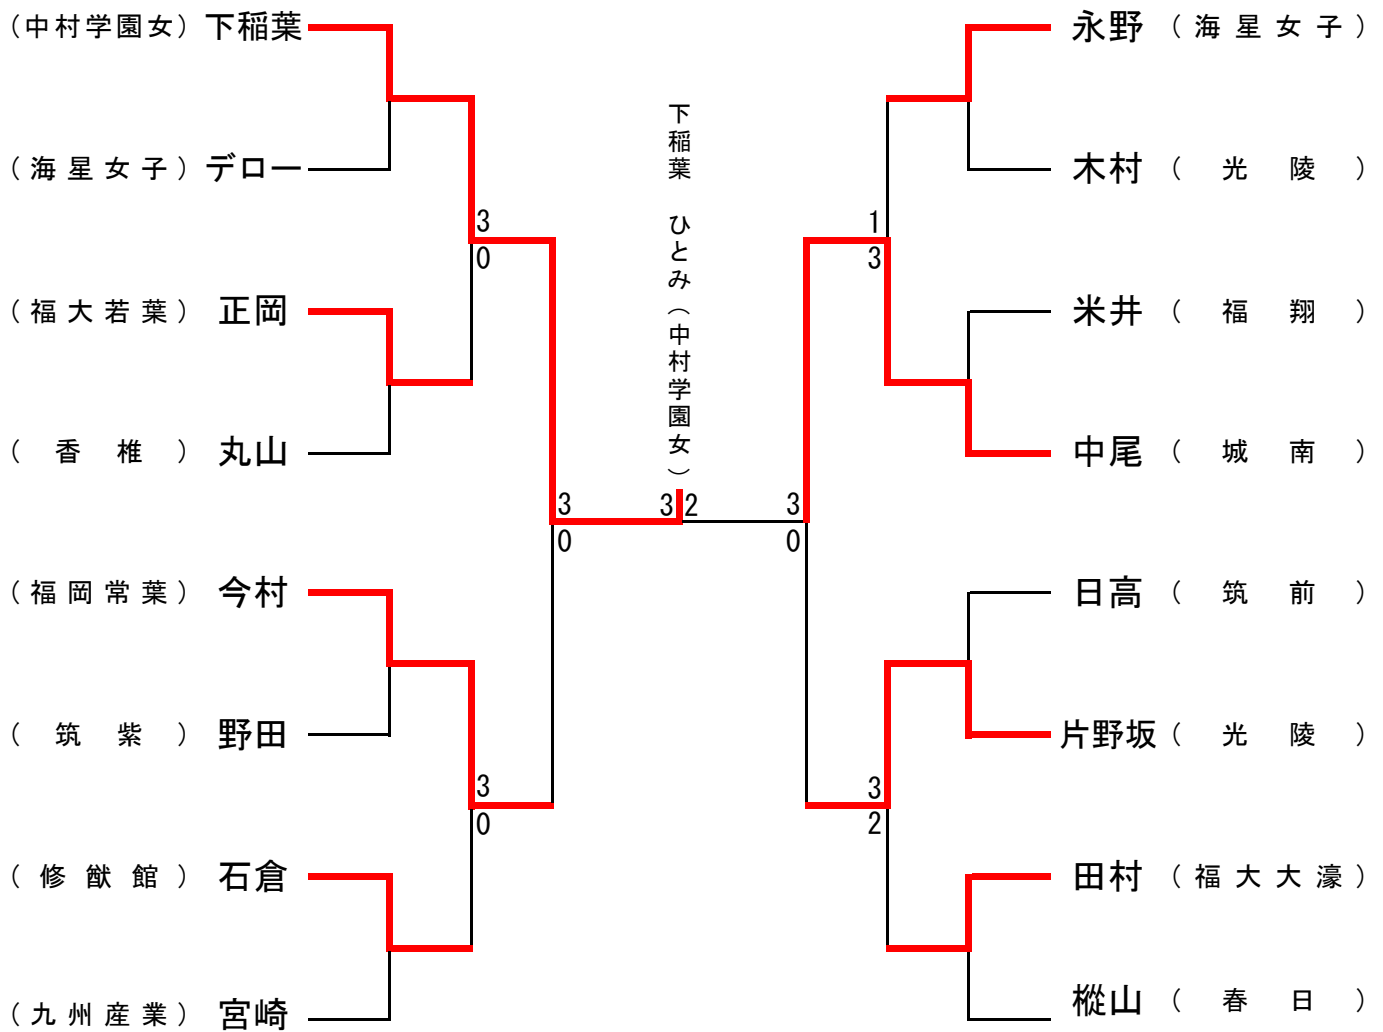 (中村学園女) 下稲葉
(海星女子) デロー
3
0
(福大若葉) 正岡
(香椎) 丸山
3
0
(福岡常葉) 今村
(筑紫) 野田
3
0
(修猷館) 石倉
(九州産業) 宮崎
下稲葉 ひとみ(中村学園女)
3 2
永野 (海星女子)
木村 (光陵)
1
3
米井 (福翔)
中尾 (城南)
3
0
日高 (筑前)
片野坂 (光陵)
3
2
田村 (福大大濠)
樅山 (春日)